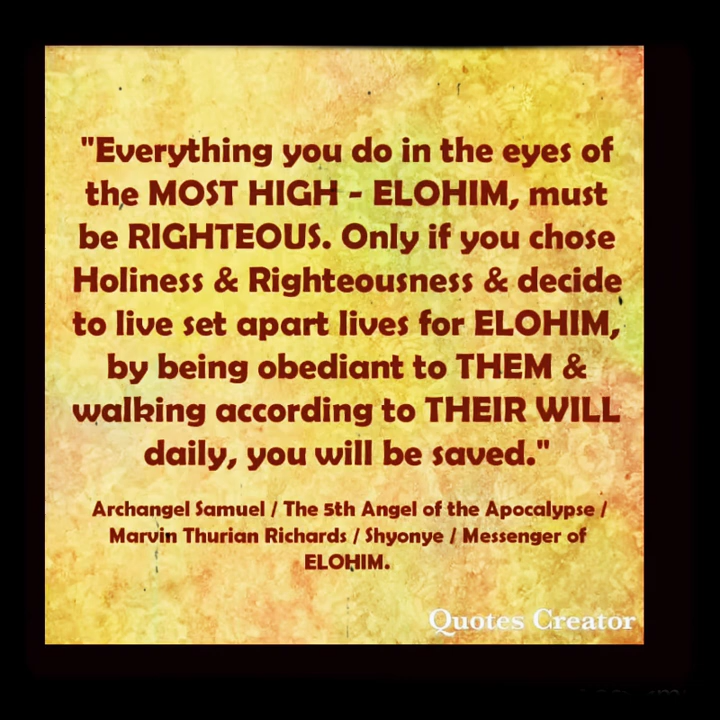 "Everything you do in the eyes of
the MOST HIGH - ELOHIM, must
be RIGHTEOUS. Only if you chose
Holiness & Righteousness & decide
to live set apart lives for ELOHIM,
by being obediant to THEM &
walking according to THEIR WILL
daily, you will be saved."
Archangel Samuel / The 5th Angel of the Apocalypse /
Marvin Thurian Richards / Shyonye / Messenger of
ELOHIM.
Quotes Creator